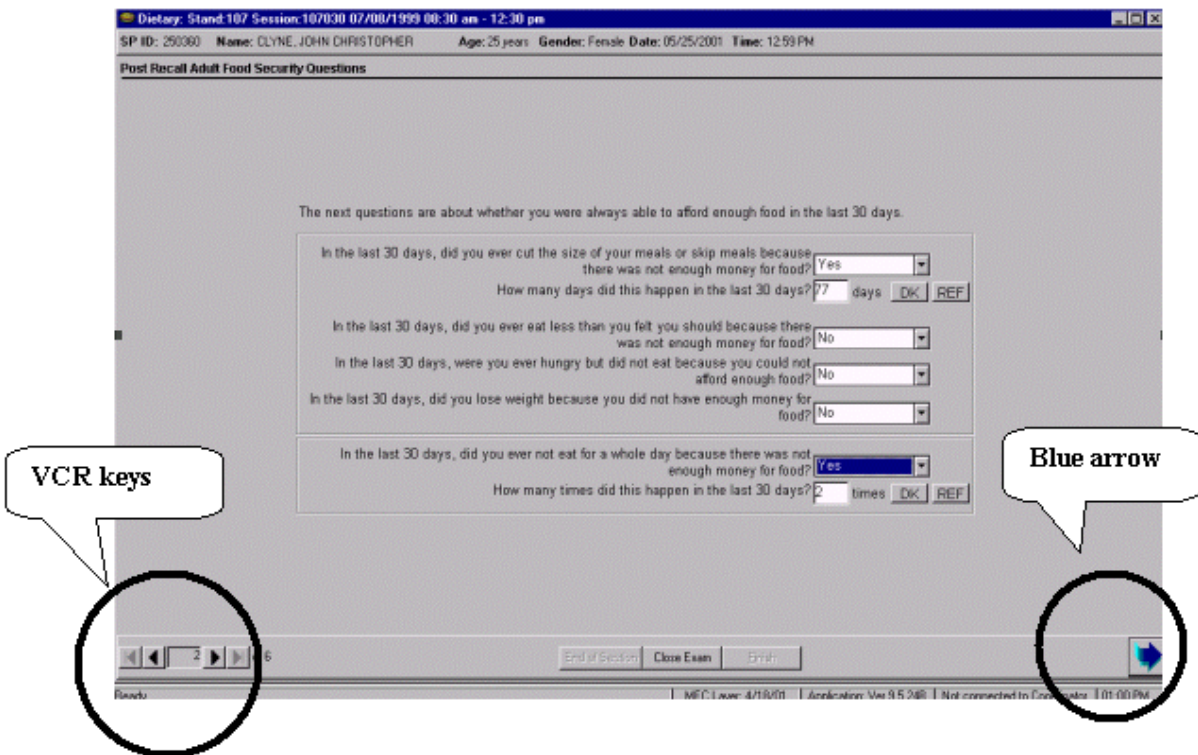 Dietary: Stand:107 Session:107030 07/08/1999 08:30 am - 12:30 pm
SP ID: 250360 Name: CLYNE, JOHN CHRISTOPHER Age: 25 years Gender: Female Date: 05/25/2001 Time: 12:59 PM
Post Recall Adult Food Security Questions
The next questions are about whether you were always able to afford enough food in the last 30 days.
In the last 30 days, did you ever cut the size of your meals or skip meals because
there was not enough money for food? Yes
How many days did this happen in the last 30 days? 77 days DK REF
In the last 30 days, did you ever eat less than you felt you should because there
was not enough money for food? No
In the last 30 days, were you ever hungry but did not eat because you could not
afford enough food? No
In the last 30 days, did you lose weight because you did not have enough money for
food? No
In the last 30 days, did you ever not eat for a whole day because there was not
enough money for food? Yes
How many times did this happen in the last 30 days? 2 times DK REF
VCR keys
Blue arrow
2 6
End of Section Close Exam Finish
Ready MEC Layer: 4/18/01 Application: Ver 9.5.24B Not connected to Coordinator 01:00 PM